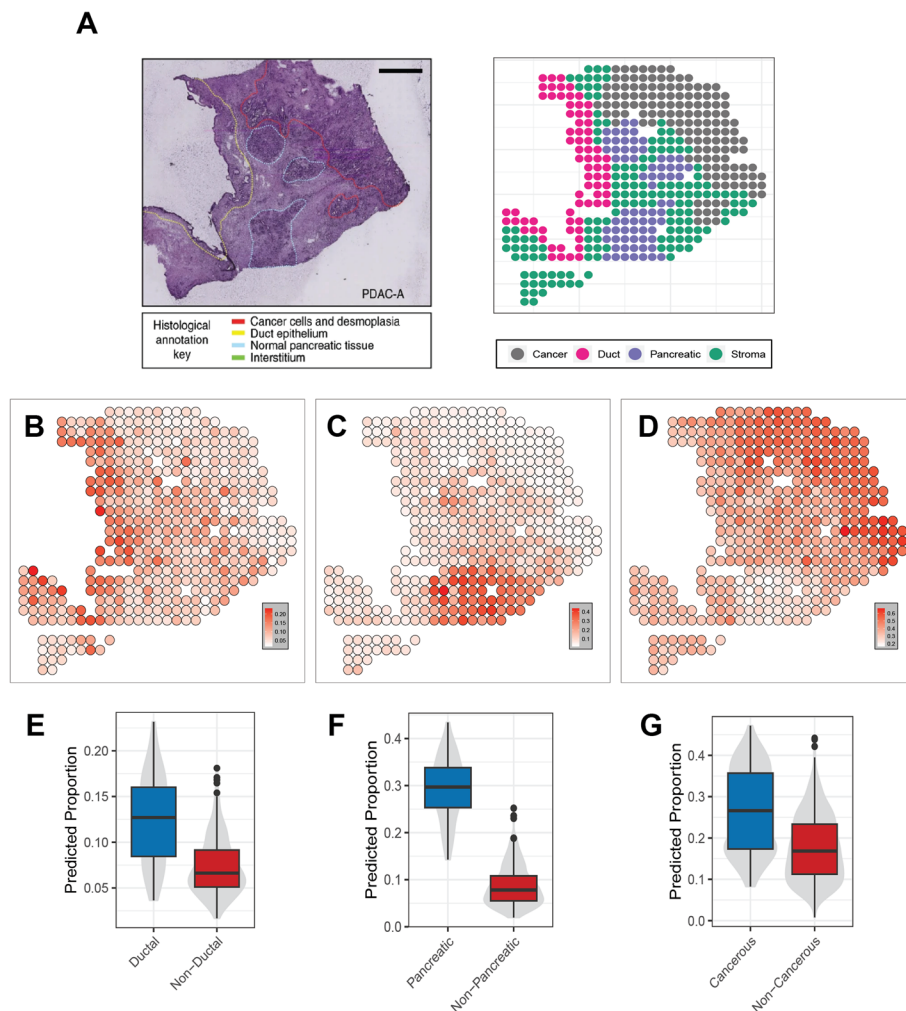 A
PDAC-A
Histological
annotation
key
Cancer cells and desmoplasia
Duct epithelium
Normal pancreatic tissue
Interstitium
Cancer Duct Pancreatic Stroma
B
0.20
0.15
0.10
0.05
C
0.4
0.3
0.2
0.1
D
0.6
0.5
0.4
0.3
0.2
E
Predicted Proportion
0.20
0.15
0.10
0.05
Ductal
Non-Ductal
F
Predicted Proportion
0.4
0.3
0.2
0.1
0.0
Pancreatic
Non-Pancreatic
G
Predicted Proportion
0.4
0.3
0.2
0.1
0.0
Cancerous
Non-Cancerous